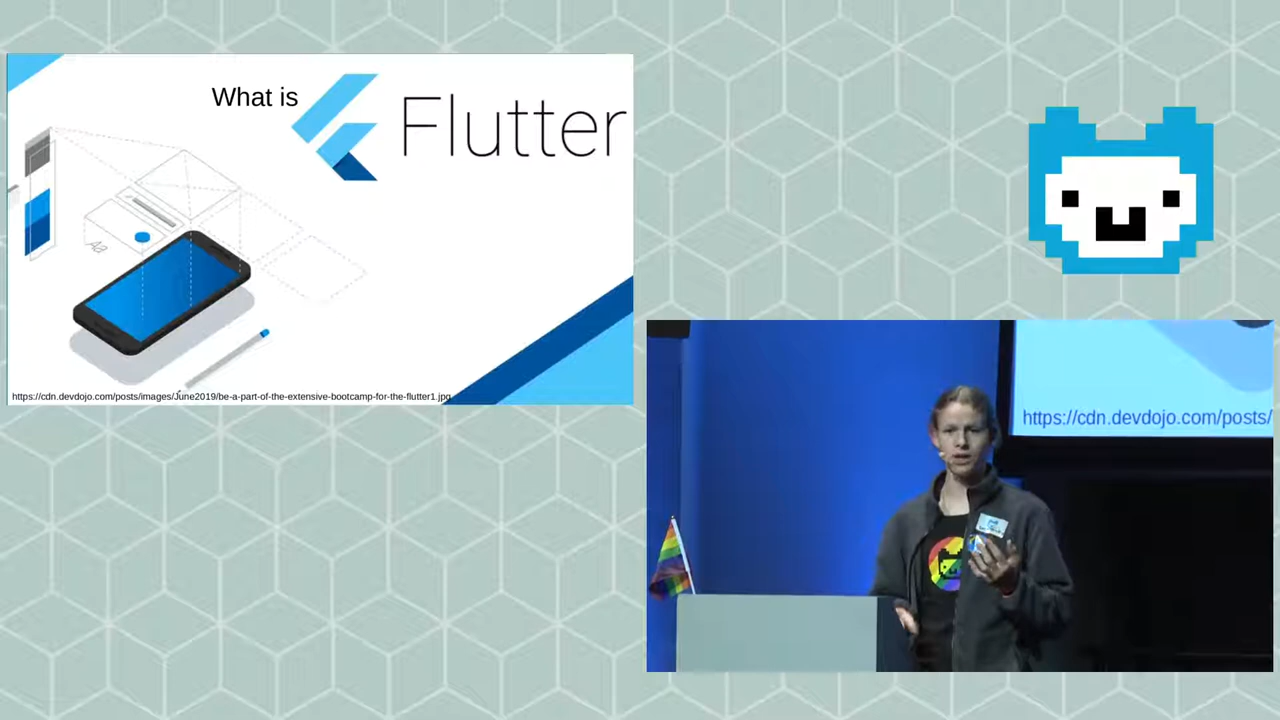 What is
Flutter
Aa
https://cdn.devdojo.com/posts/images/June2019/be-a-part-of-the-extensive-bootcamp-for-the-flutter1.jpg
https://cdn.devdojo.com/posts/